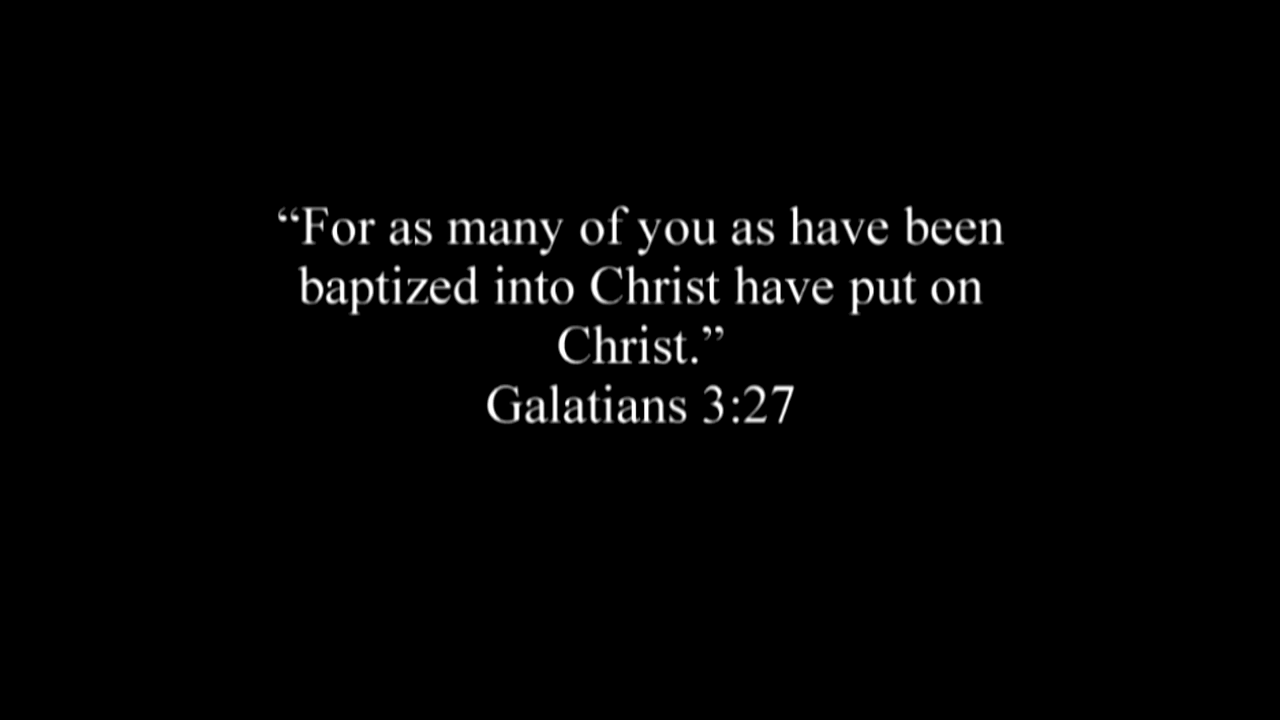 “For as many of you as have been
baptized into Christ have put on
Christ.”
Galatians 3:27